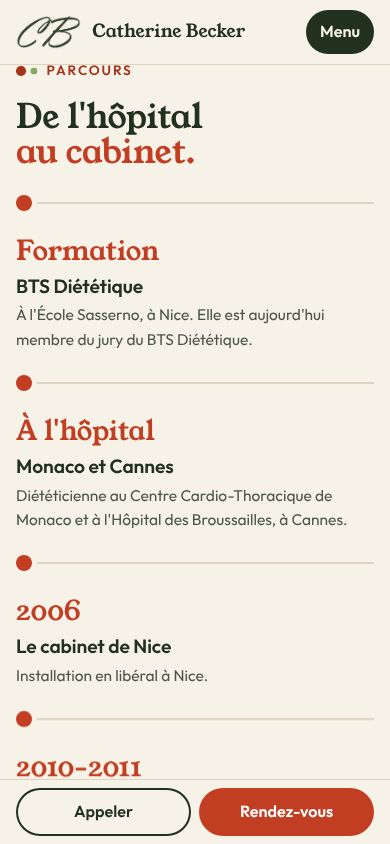 CB Catherine Becker Menu
PARCOURS
De l'hôpital
au cabinet.
Formation
BTS Diététique
À l'École Sasserno, à Nice. Elle est aujourd'hui
membre du jury du BTS Diététique.
À l'hôpital
Monaco et Cannes
Diététicienne au Centre Cardio-Thoracique de
Monaco et à l'Hôpital des Broussailles, à Cannes.
2006
Le cabinet de Nice
Installation en libéral à Nice.
2010–2011
Appeler Rendez-vous